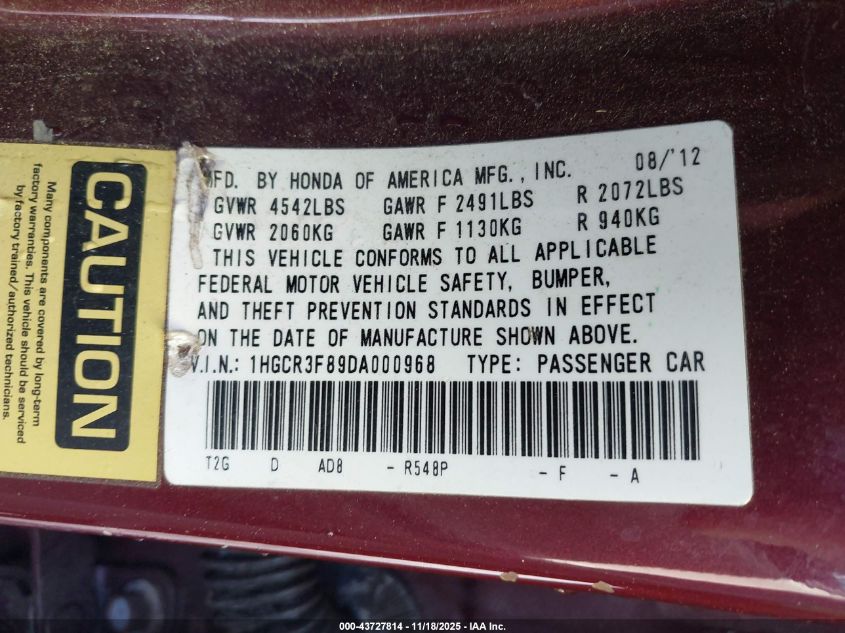 CAUTION
Many components are covered by long-term
factory warranties. This vehicle should be serviced
by factory trained/authorized technicians.
MFD. BY HONDA OF AMERICA MFG., INC. 08/'12
GVWR 4542LBS GAWR F 2491LBS R 2072LBS
GVWR 2060KG GAWR F 1130KG R 940KG
THIS VEHICLE CONFORMS TO ALL APPLICABLE
FEDERAL MOTOR VEHICLE SAFETY, BUMPER,
AND THEFT PREVENTION STANDARDS IN EFFECT
ON THE DATE OF MANUFACTURE SHOWN ABOVE.
V.I.N.: 1HGCR3F89DA000968 TYPE: PASSENGER CAR
T2G D AD8 - R548P - F - A
000-43727814 - 11/18/2025 - IAA Inc.